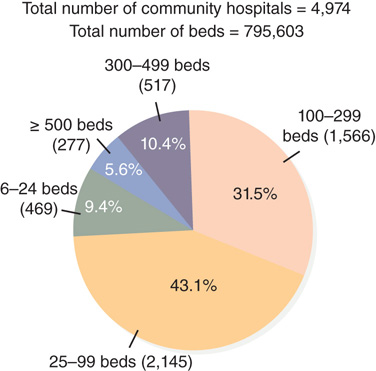 Total number of community hospitals = 4,974
Total number of beds = 795,603
300–499 beds
(517)
100–299
beds (1,566)
≥ 500 beds
(277)
10.4%
5.6%
31.5%
6–24 beds
(469)
9.4%
43.1%
25–99 beds (2,145)